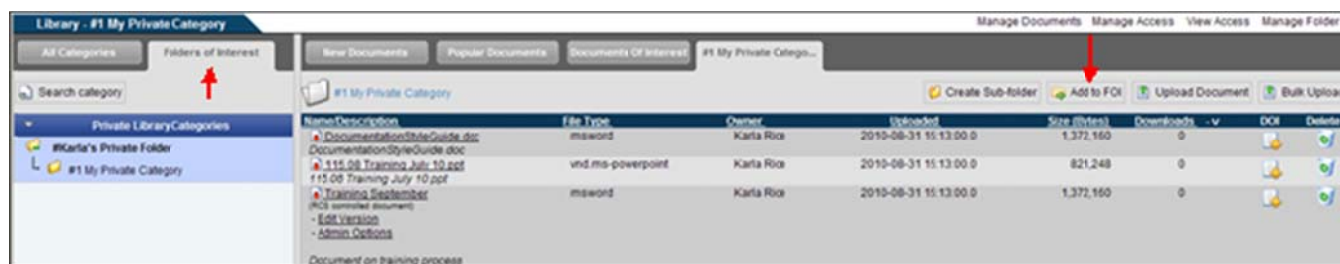 Library - #1 My Private Category
Manage Documents Manage Access View Access Manage Folder
All Categories Folders of Interest New Documents Popular Documents Documents Of Interest #1 My Private Catego...
Search category #1 My Private Category Create Sub-folder Add to FOI Upload Document Bulk Uploa
Private LibraryCategories
#Karla's Private Folder
#1 My Private Category
Name/Description File Type Owner Uploaded Size (Bytes) Downloads - v DOI Delete
DocumentationStyleGuide.doc msword Karla Rice 2010-08-31 15:13:00.0 1,372,160 0
DocumentationStyleGuide.doc
115.08 Training July 10.ppt vnd.ms-powerpoint Karla Rice 2010-08-31 15:13:00.0 821,248 0
115.08 Training July 10.ppt
Training September msword Karla Rice 2010-08-31 15:13:00.0 1,372,160 0
(RCS controlled document)
- Edit Version
- Admin Options
Document on training process